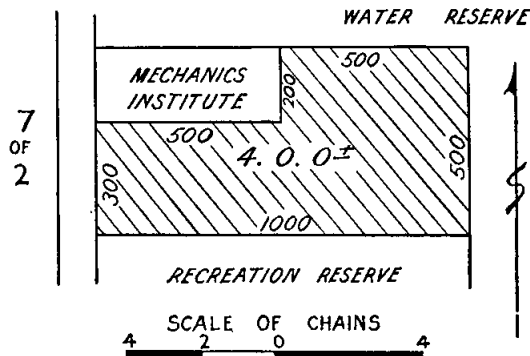 WATER RESERVE
MECHANICS
INSTITUTE
500
200
7
OF
2
500
4. 0. 0±
500
300
1000
RECREATION RESERVE
SCALE OF CHAINS
4 2 0 4